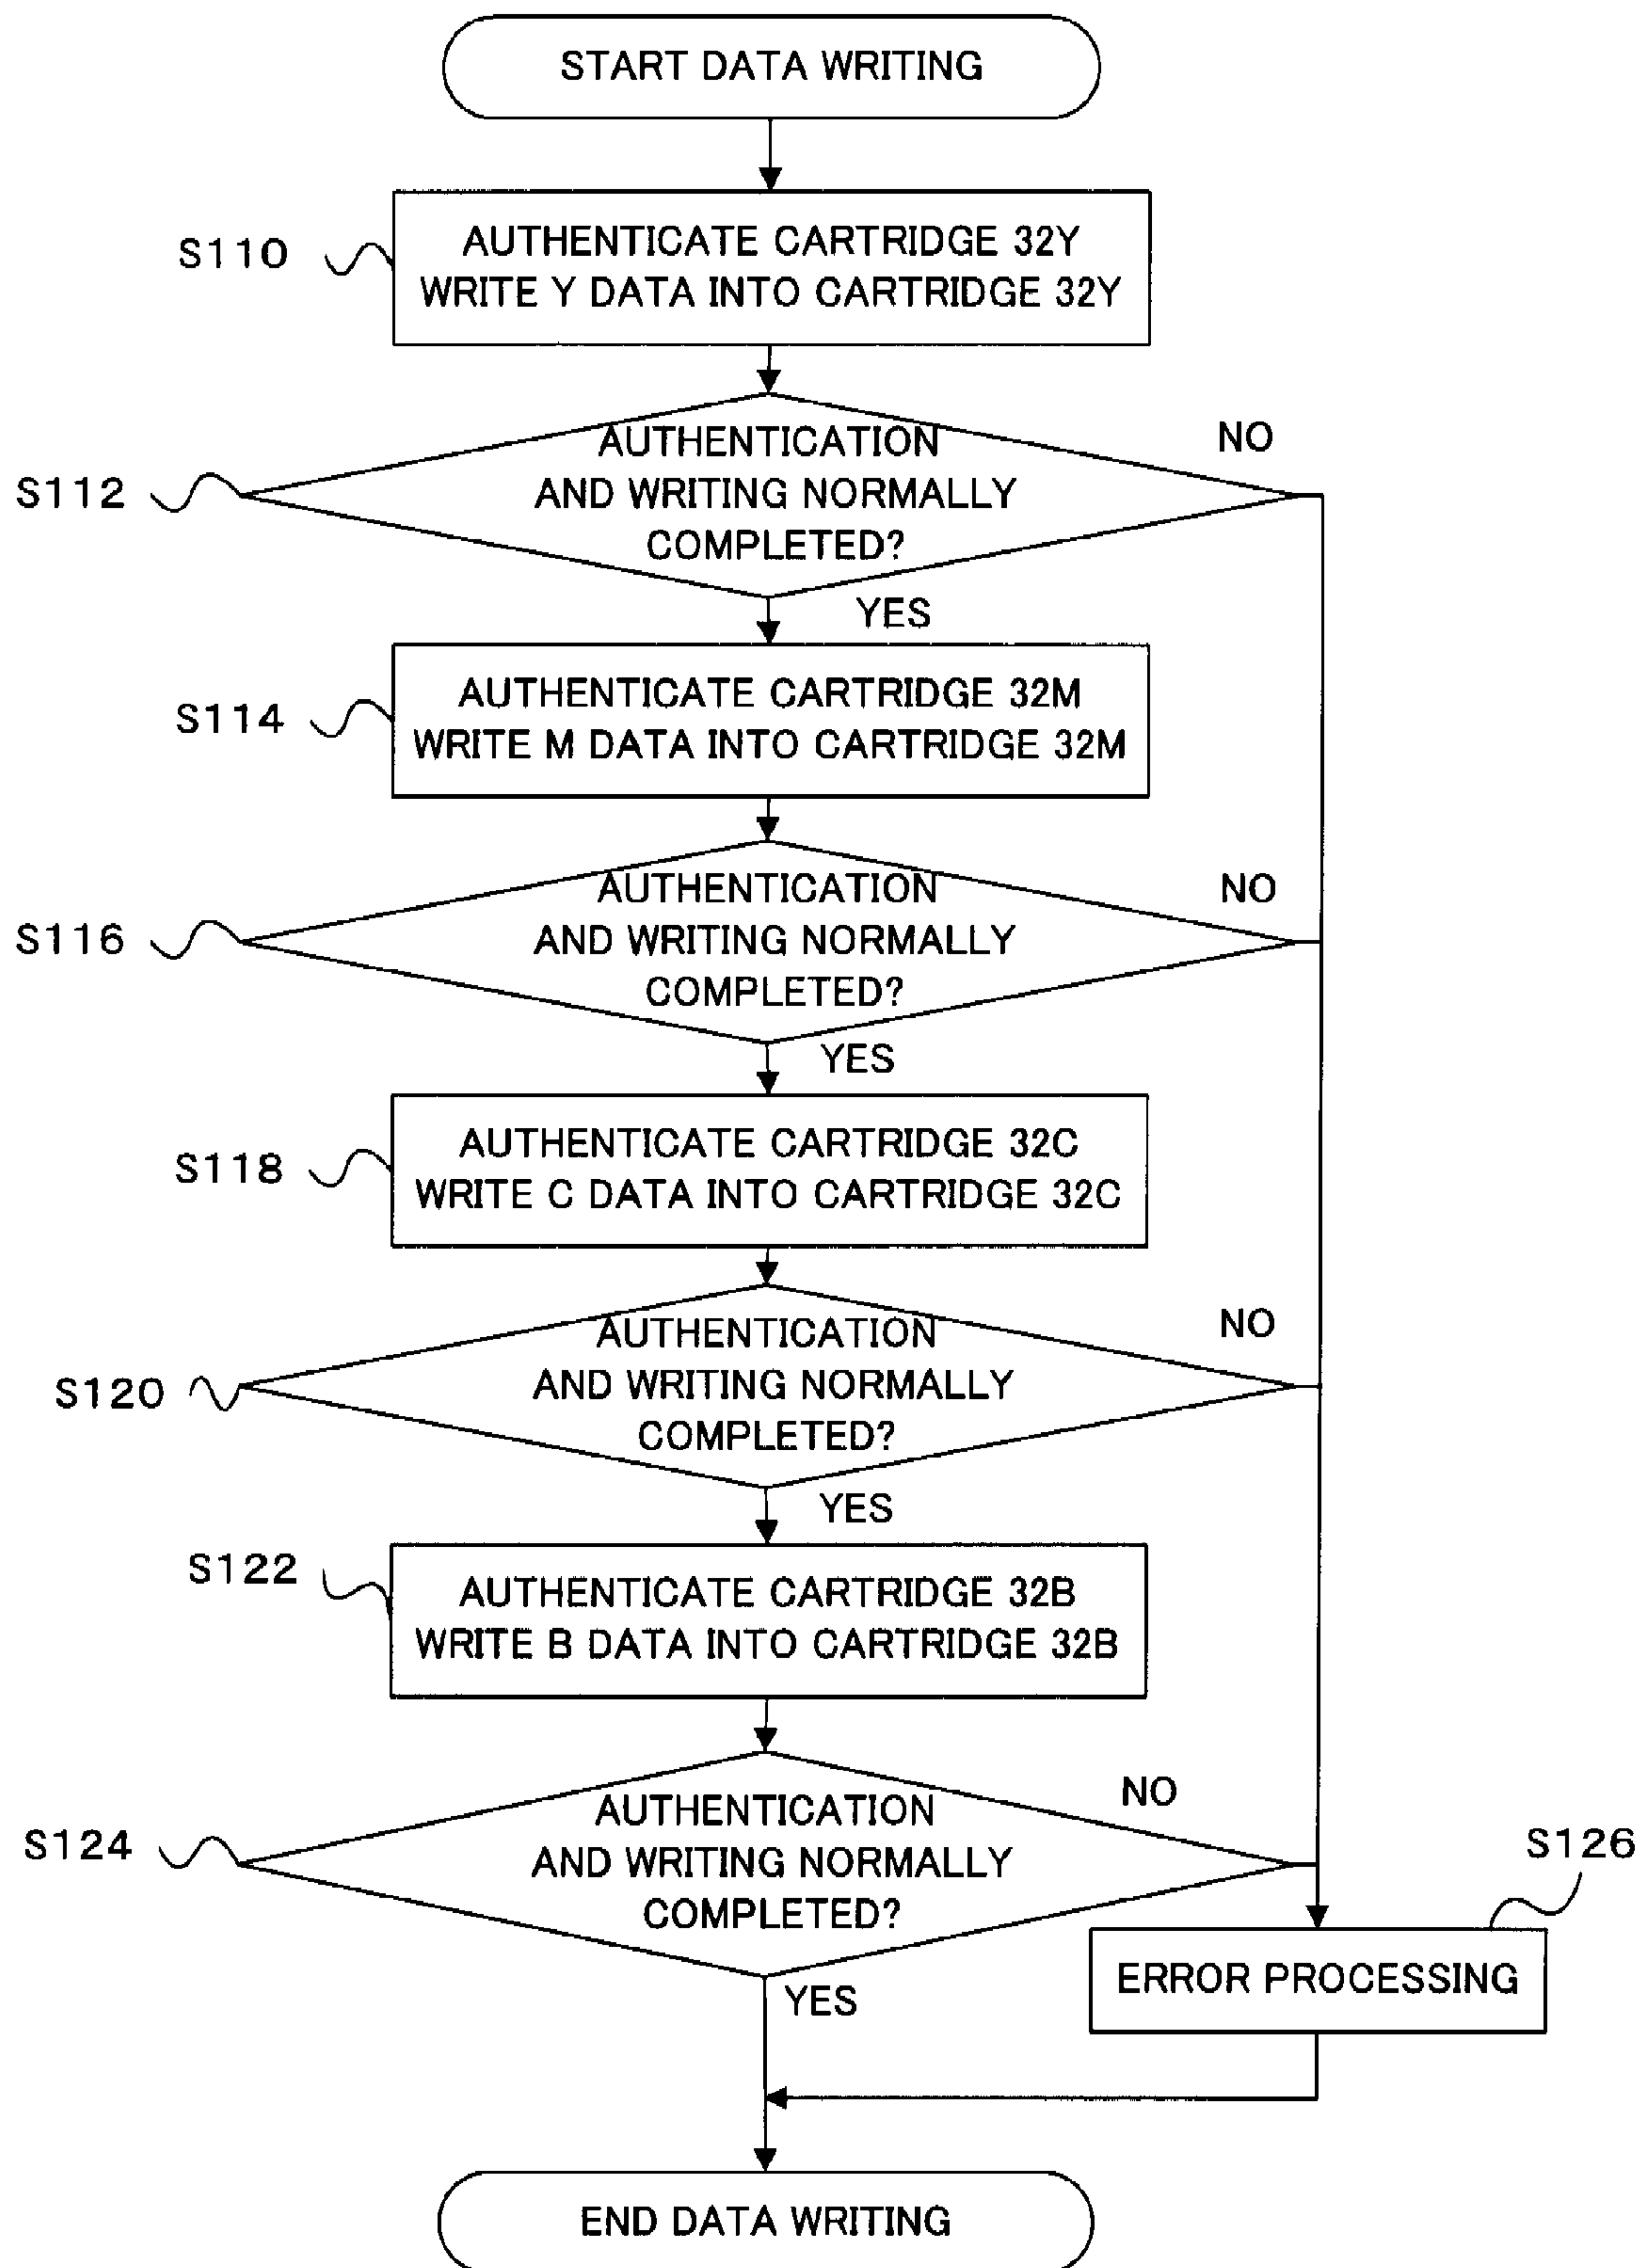 START DATA WRITING
S110
AUTHENTICATE CARTRIDGE 32Y
WRITE Y DATA INTO CARTRIDGE 32Y
S112
AUTHENTICATION
AND WRITING NORMALLY
COMPLETED?
NO
YES
S114
AUTHENTICATE CARTRIDGE 32M
WRITE M DATA INTO CARTRIDGE 32M
S116
AUTHENTICATION
AND WRITING NORMALLY
COMPLETED?
NO
YES
S118
AUTHENTICATE CARTRIDGE 32C
WRITE C DATA INTO CARTRIDGE 32C
S120
AUTHENTICATION
AND WRITING NORMALLY
COMPLETED?
NO
YES
S122
AUTHENTICATE CARTRIDGE 32B
WRITE B DATA INTO CARTRIDGE 32B
S124
AUTHENTICATION
AND WRITING NORMALLY
COMPLETED?
NO
YES
S126
ERROR PROCESSING
END DATA WRITING